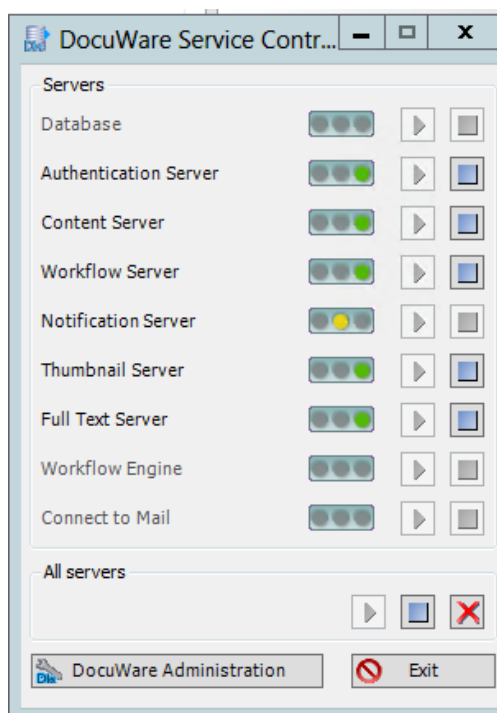 DocuWare Service Contr...
Servers
Database
Authentication Server
Content Server
Workflow Server
Notification Server
Thumbnail Server
Full Text Server
Workflow Engine
Connect to Mail
All servers
DocuWare Administration Exit